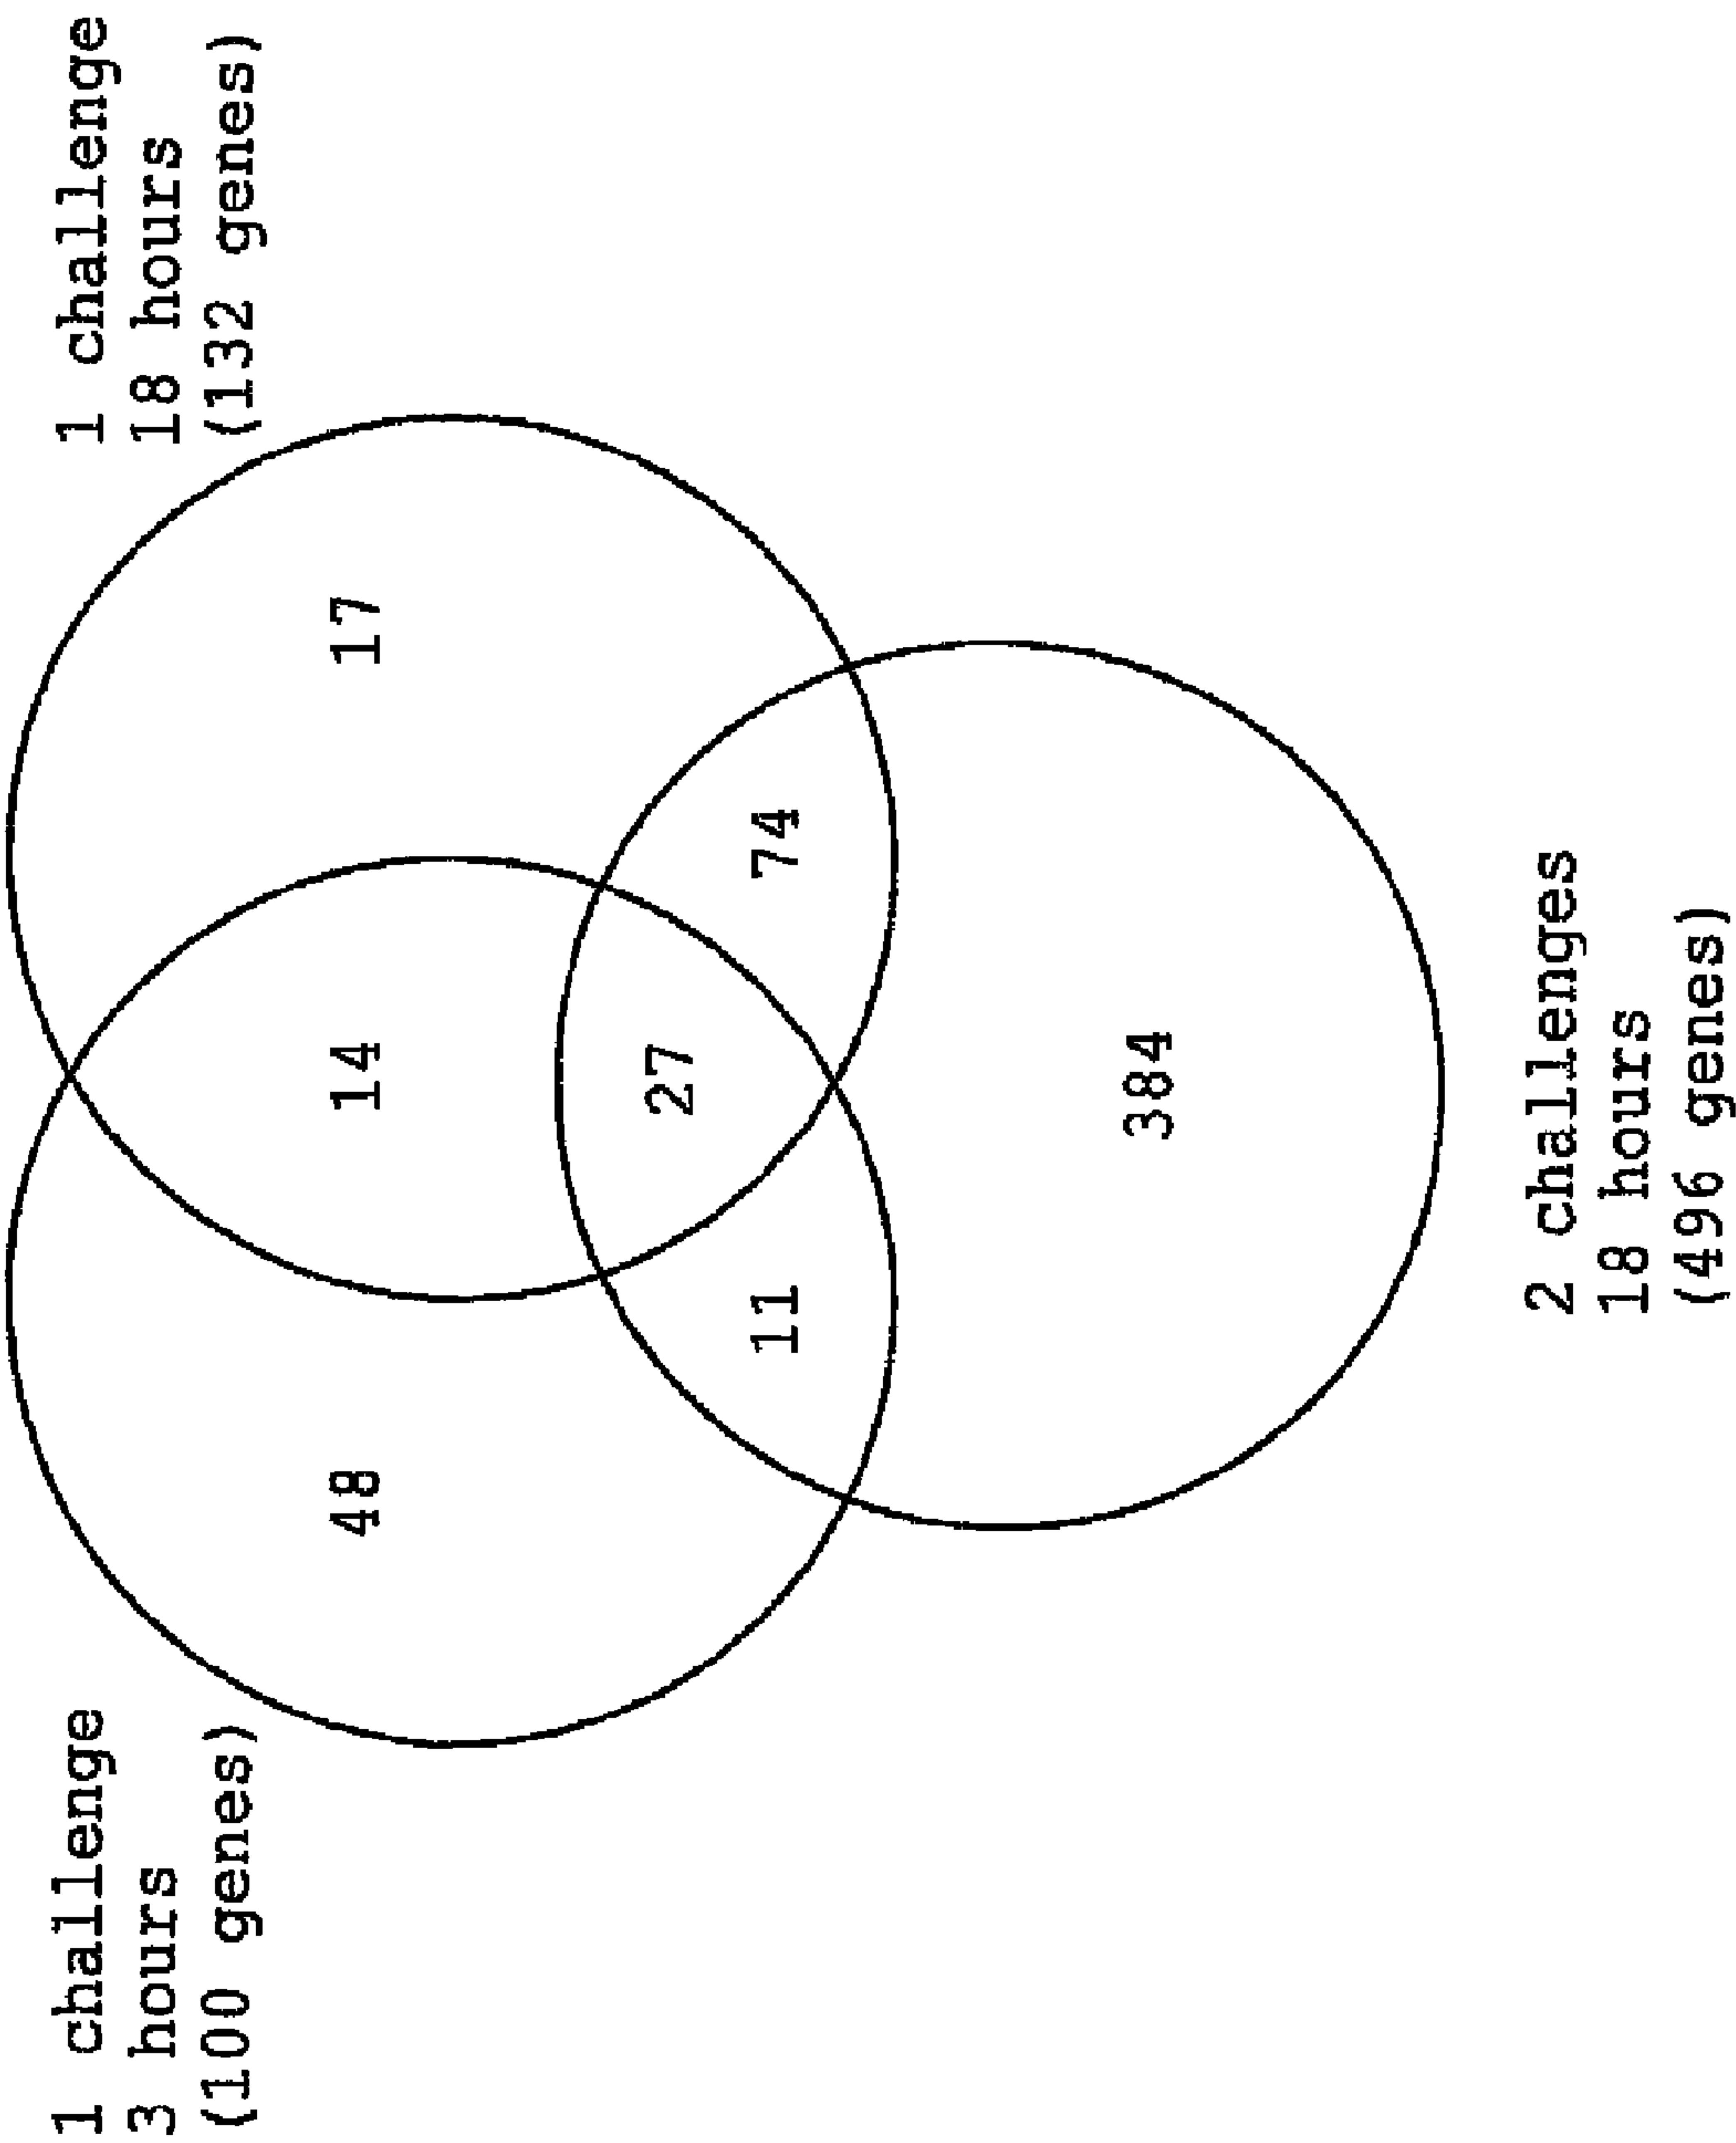 1 challenge
3 hours
(100 genes)
1 challenge
18 hours
(132 genes)
48
14
17
27
11
74
384
2 challenges
18 hours
(496 genes)